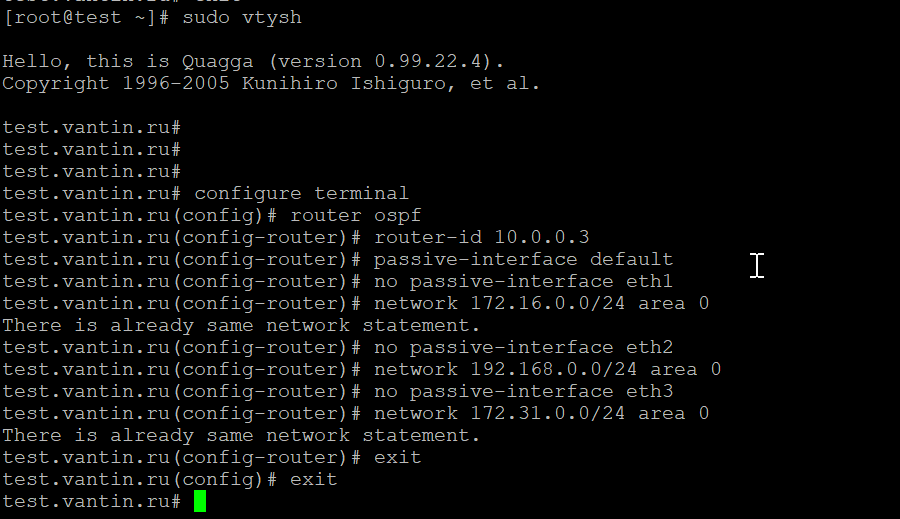 [root@test ~]# sudo vtysh
Hello, this is Quagga (version 0.99.22.4).
Copyright 1996-2005 Kunihiro Ishiguro, et al.
test.vantin.ru#
test.vantin.ru#
test.vantin.ru#
test.vantin.ru# configure terminal
test.vantin.ru(config)# router ospf
test.vantin.ru(config-router)# router-id 10.0.0.3
test.vantin.ru(config-router)# passive-interface default
test.vantin.ru(config-router)# no passive-interface eth1
test.vantin.ru(config-router)# network 172.16.0.0/24 area 0
There is already same network statement.
test.vantin.ru(config-router)# no passive-interface eth2
test.vantin.ru(config-router)# network 192.168.0.0/24 area 0
test.vantin.ru(config-router)# no passive-interface eth3
test.vantin.ru(config-router)# network 172.31.0.0/24 area 0
There is already same network statement.
test.vantin.ru(config-router)# exit
test.vantin.ru(config)# exit
test.vantin.ru#